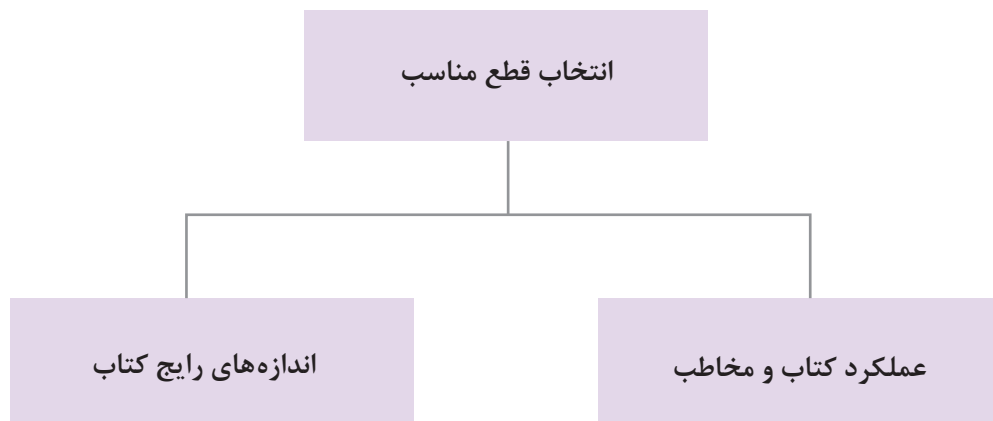 انتخاب قطع مناسب
عملکرد کتاب و مخاطب
اندازه‌های رایج کتاب